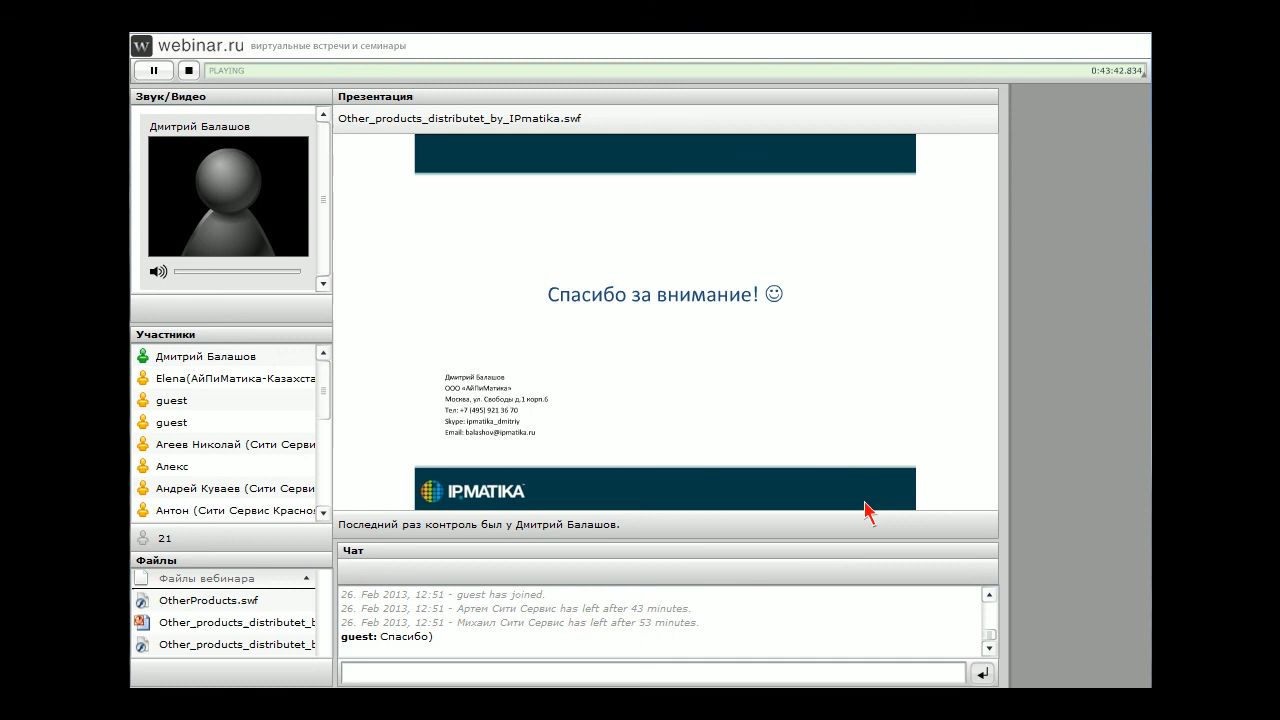 webinar.ru виртуальные встречи и семинары
PLAYING 0:43:42.834
Звук/Видео
Дмитрий Балашов
Участники
Дмитрий Балашов
Elena(АйПиМатика-Казахста
guest
guest
Агеев Николай (Сити Серви
Алекс
Андрей Куваев (Сити Серви
Антон (Сити Сервис Красно
21
Файлы
Файлы вебинара
OtherProducts.swf
Other_products_distributet_b
Other_products_distributet_b
Презентация
Other_products_distributet_by_IPmatika.swf
Спасибо за внимание! ☺
Дмитрий Балашов
ООО «АйПиМатика»
Москва, ул. Свободы д.1 корп.6
Тел: +7 (495) 921 36 70
Skype: ipmatika_dmitriy
Email: balashov@ipmatika.ru
IPMATIKA
Последний раз контроль был у Дмитрий Балашов.
Чат
26. Feb 2013, 12:51 - guest has joined.
26. Feb 2013, 12:51 - Артем Сити Сервис has left after 43 minutes.
26. Feb 2013, 12:51 - Михаил Сити Сервис has left after 53 minutes.
guest: Спасибо)